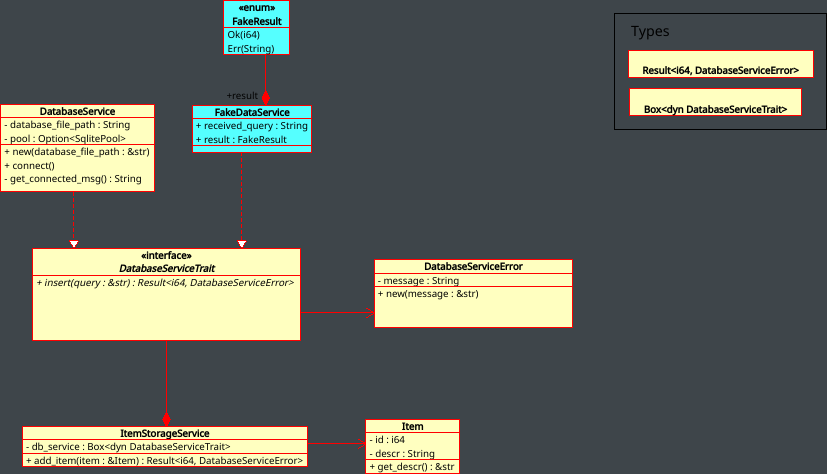 «enum»
FakeResult
Ok(i64)
Err(String)
Types
Result<i64, DatabaseServiceError>
Box<dyn DatabaseServiceTrait>
+result
DatabaseService
- database_file_path : String
- pool : Option<SqlitePool>
+ new(database_file_path : &str)
+ connect()
- get_connected_msg() : String
FakeDataService
+ received_query : String
+ result : FakeResult
«interface»
DatabaseServiceTrait
+ insert(query : &str) : Result<i64, DatabaseServiceError>
DatabaseServiceError
- message : String
+ new(message : &str)
ItemStorageService
- db_service : Box<dyn DatabaseServiceTrait>
+ add_item(item : &Item) : Result<i64, DatabaseServiceError>
Item
- id : i64
- descr : String
+ get_descr() : &str